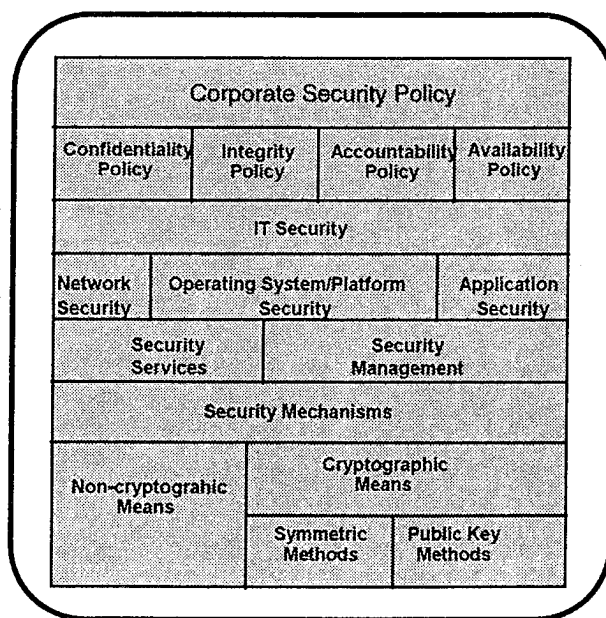 Corporate Security Policy
Confidentiality
Policy
Integrity
Policy
Accountability
Policy
Availability
Policy
IT Security
Network
Security
Operating System/Platform
Security
Application
Security
Security
Services
Security
Management
Security Mechanisms
Non-cryptograhic
Means
Cryptographic
Means
Symmetric
Methods
Public Key
Methods